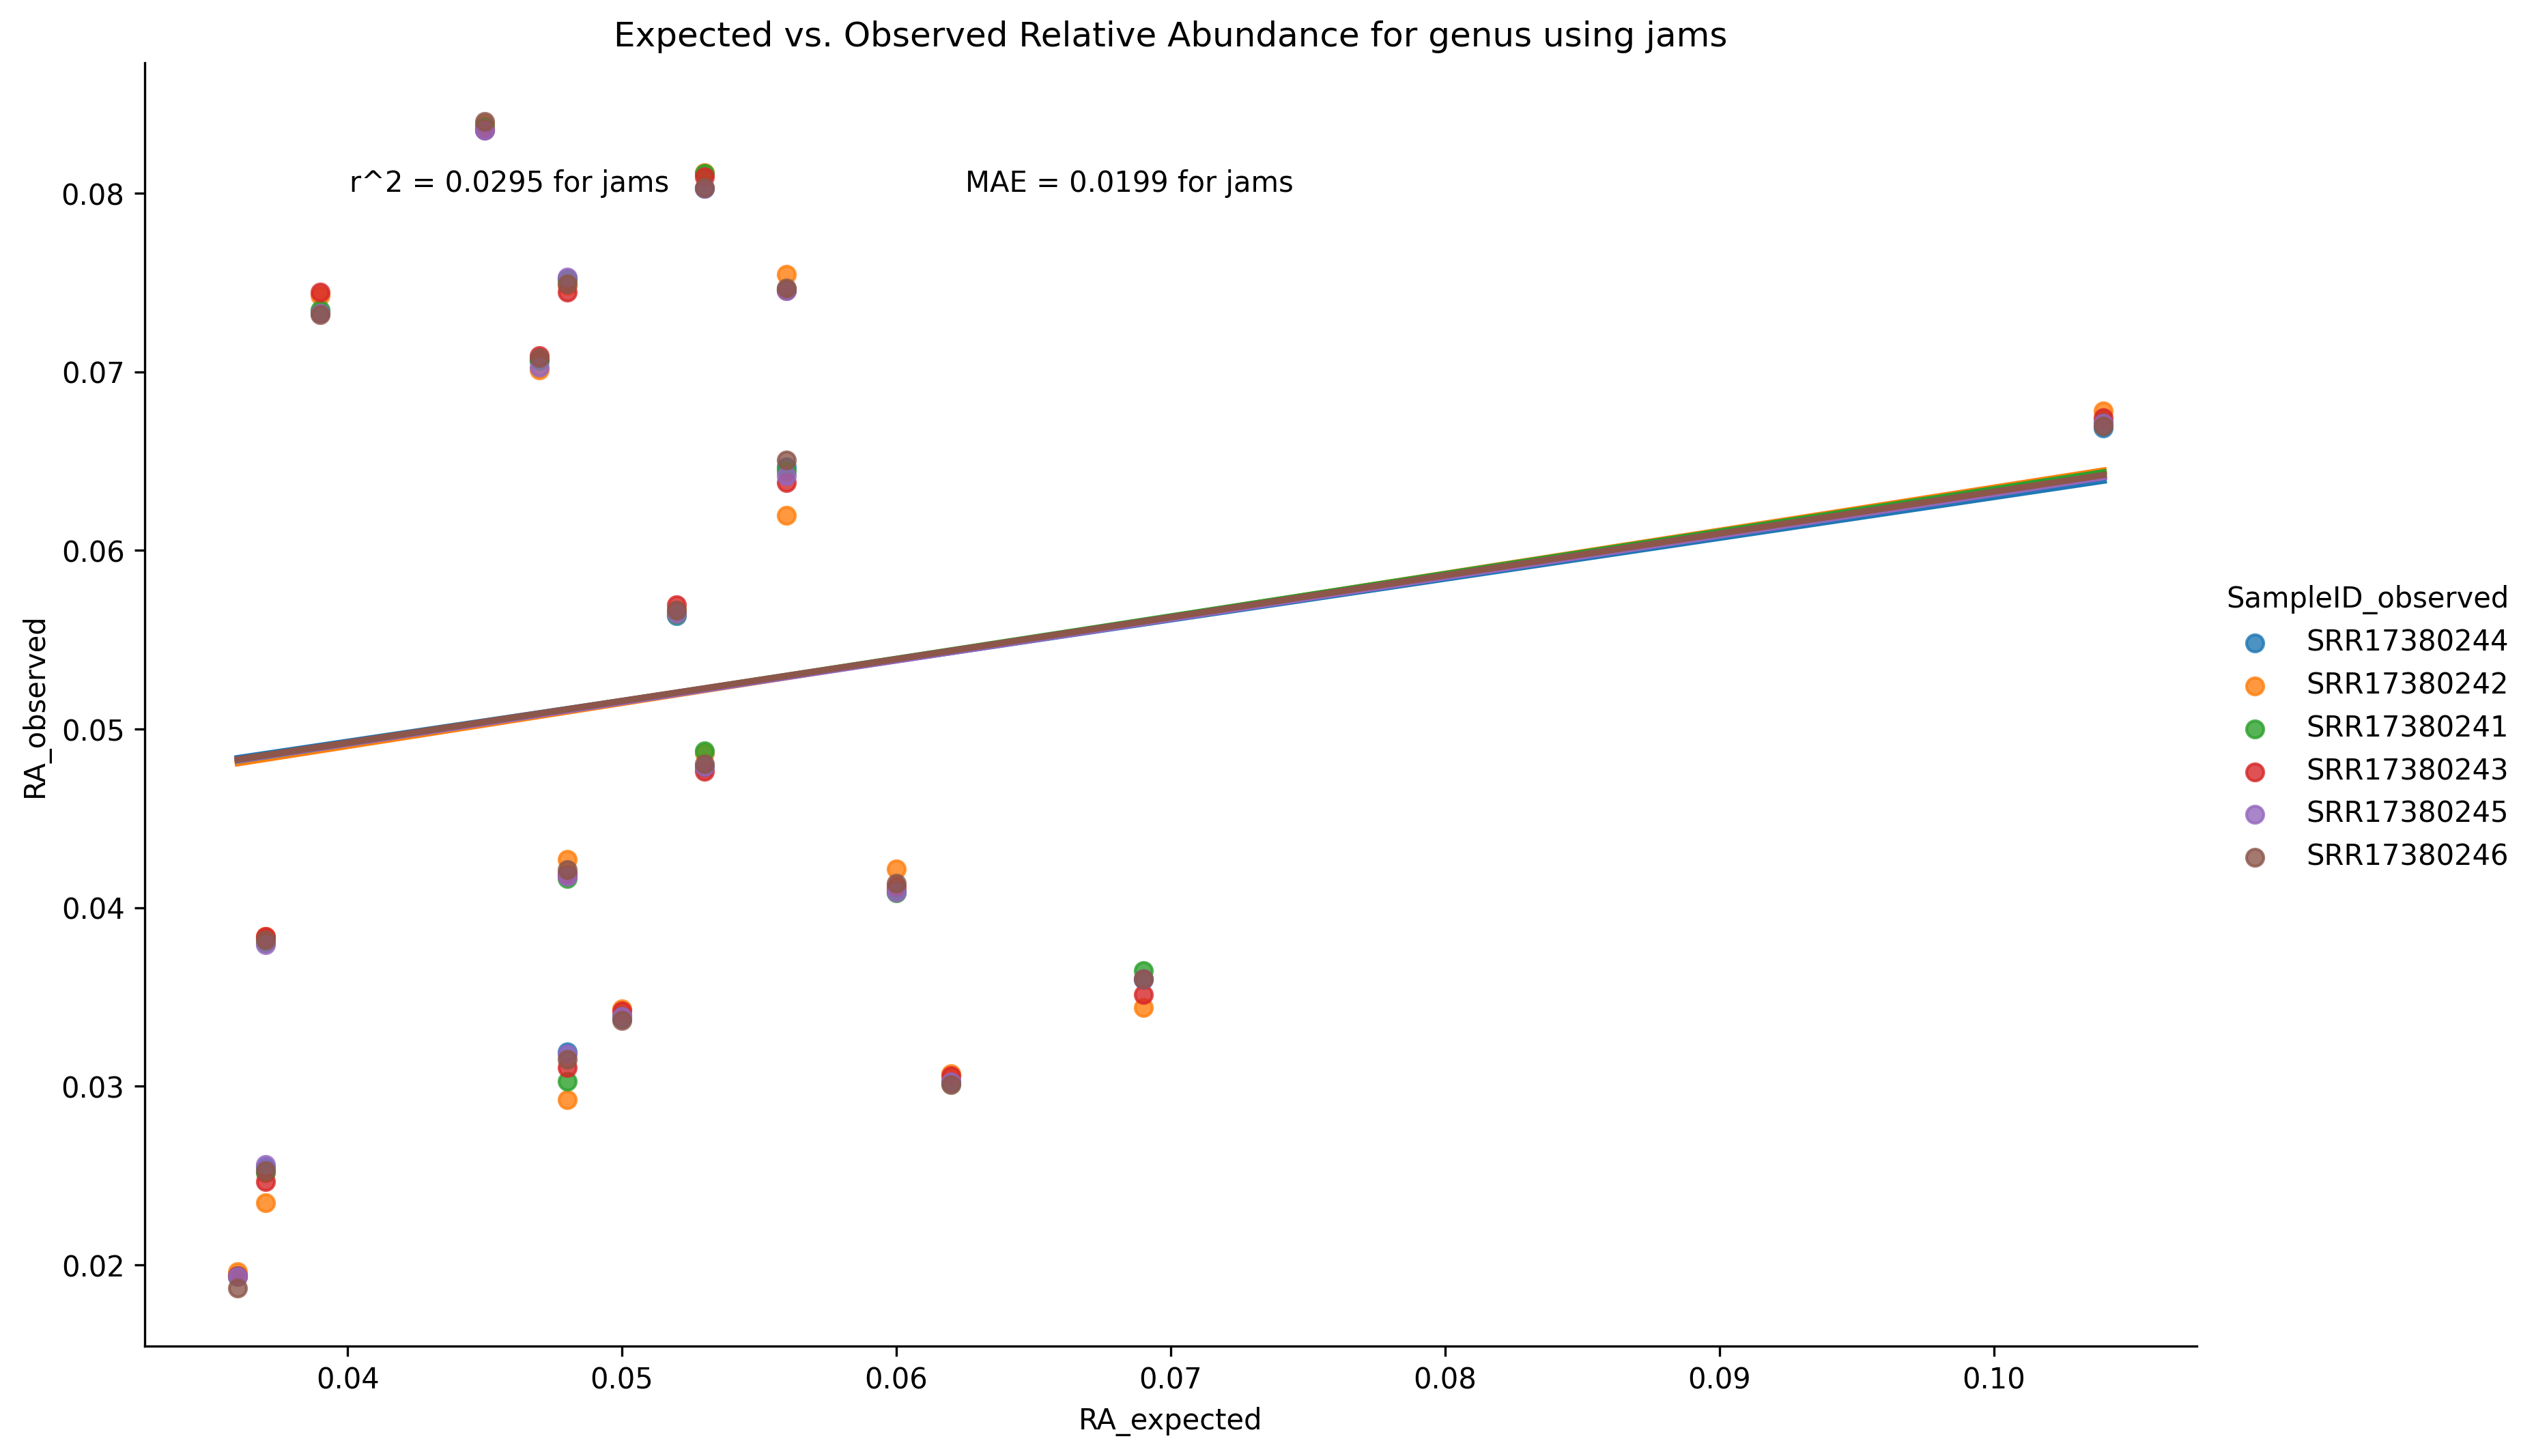 Expected vs. Observed Relative Abundance for genus using jams
r^2 = 0.0295 for jams
MAE = 0.0199 for jams
RA_observed
0.08
0.07
0.06
0.05
0.04
0.03
0.02
0.04
0.05
0.06
0.07
0.08
0.09
0.10
RA_expected
SampleID_observed
SRR17380244
SRR17380242
SRR17380241
SRR17380243
SRR17380245
SRR17380246